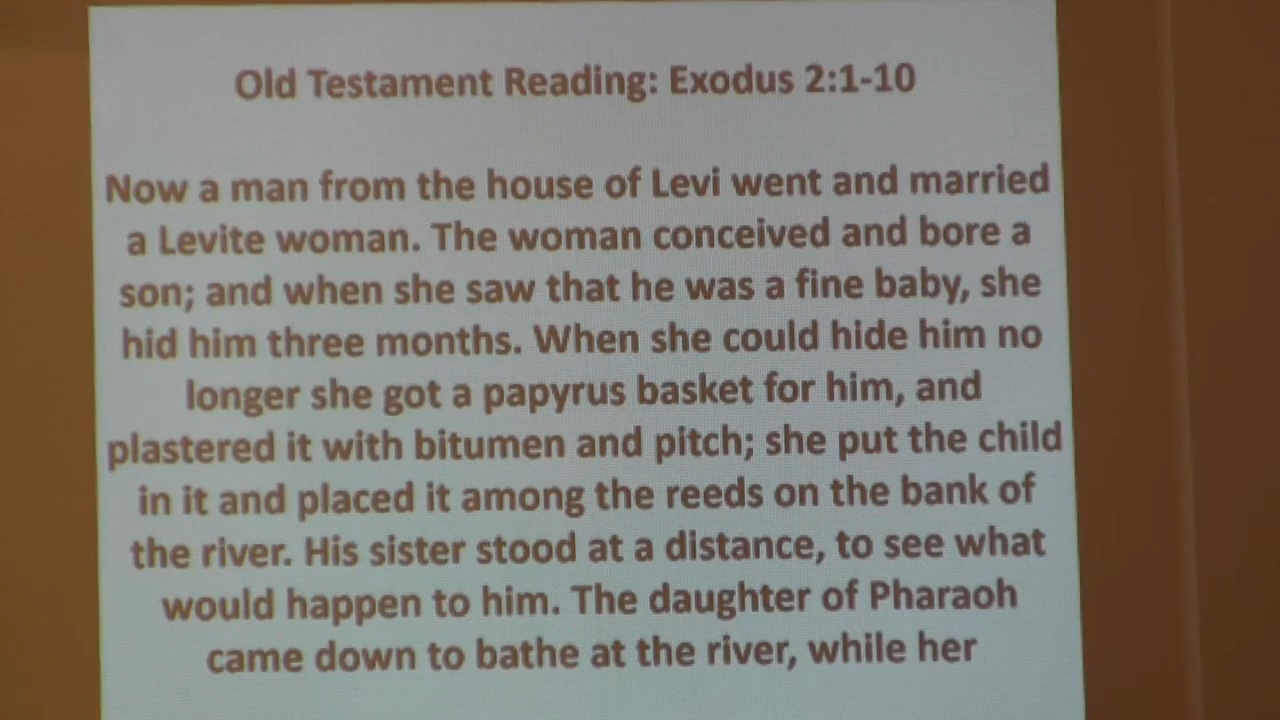 Old Testament Reading: Exodus 2:1-10
Now a man from the house of Levi went and married
a Levite woman. The woman conceived and bore a
son; and when she saw that he was a fine baby, she
hid him three months. When she could hide him no
longer she got a papyrus basket for him, and
plastered it with bitumen and pitch; she put the child
in it and placed it among the reeds on the bank of
the river. His sister stood at a distance, to see what
would happen to him. The daughter of Pharaoh
came down to bathe at the river, while her